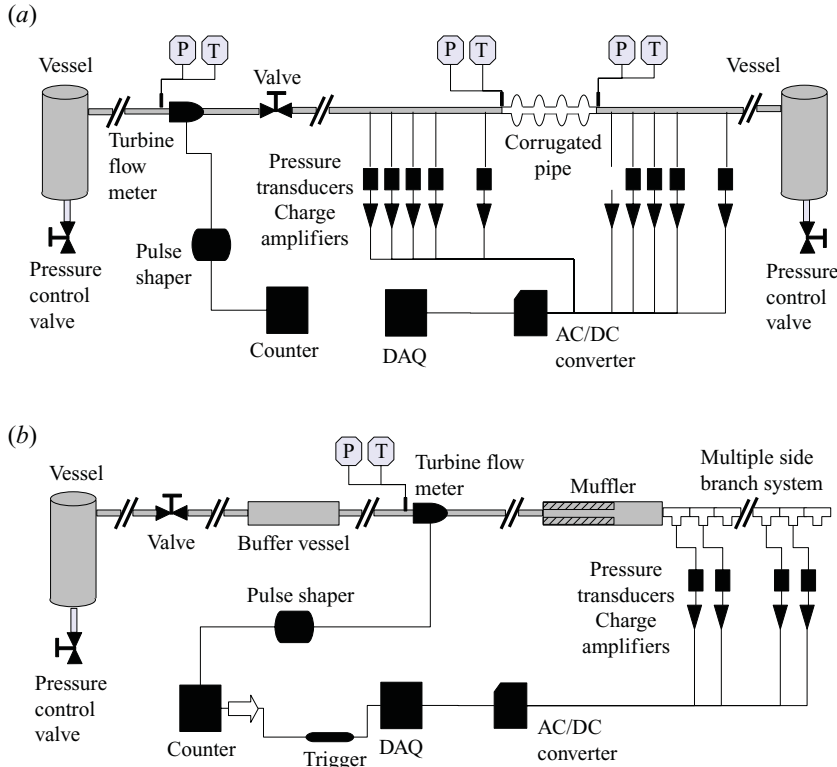 (a)
P T
P T
P T
Vessel
Valve
Vessel
Turbine
flow
meter
Corrugated
pipe
Pressure
transducers
Charge
amplifiers
Pulse
shaper
Pressure
control
valve
Pressure
control
valve
Counter
DAQ
AC/DC
converter
(b)
P T
Turbine flow
meter
Vessel
Multiple side
branch system
Muffler
Valve
Buffer vessel
Pulse shaper
Pressure
transducers
Charge
amplifiers
Pressure
control
valve
Counter
Trigger
DAQ
AC/DC
converter